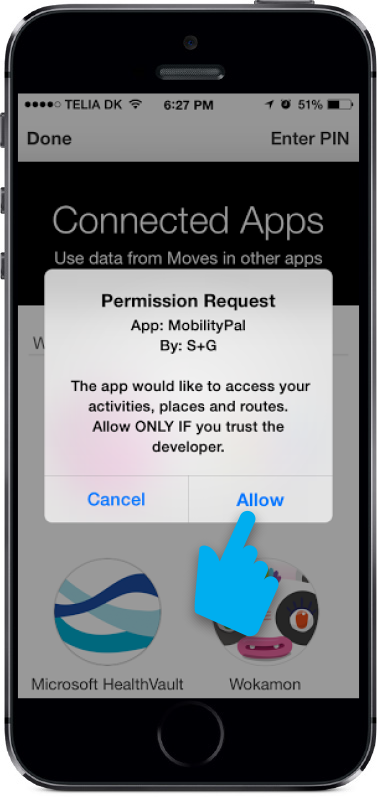 TELIA DK 6:27 PM 51%
Done Enter PIN
Connected Apps
Use data from Moves in other apps
W
Permission Request
App: MobilityPal
By: S+G
The app would like to access your
activities, places and routes.
Allow ONLY IF you trust the
developer.
Cancel Allow
Microsoft HealthVault Wokamon